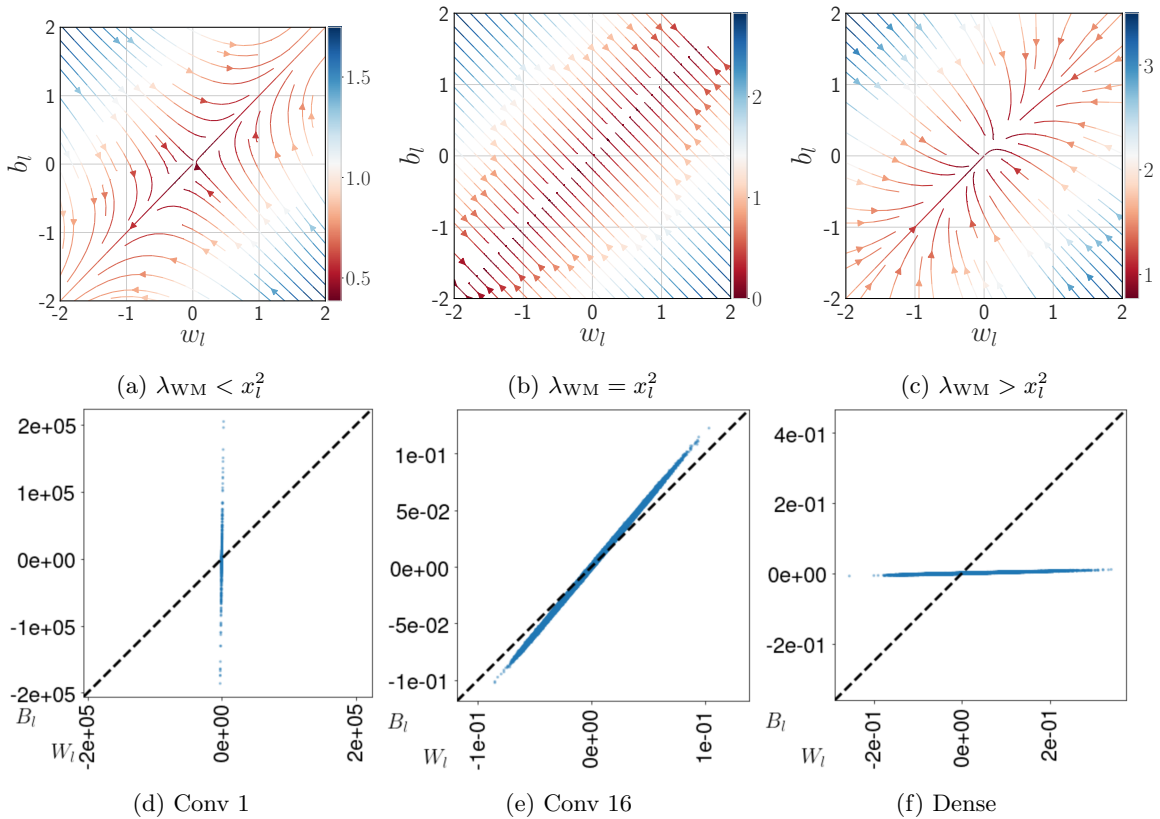 2
1
0
-1
-2
-2
-1
0
1
2
b_l
w_l
1.5
1.0
0.5
2
1
0
-1
-2
-2
-1
0
1
2
b_l
w_l
2
1
0
2
1
0
-1
-2
-2
-1
0
1
2
b_l
w_l
3
2
1
(a) λ_WM < x_l^2
(b) λ_WM = x_l^2
(c) λ_WM > x_l^2
2e+05
1e+05
0e+00
-1e+05
-2e+05
B_l
W_l
-2e+05
0e+00
2e+05
1e-01
5e-02
0e+00
-5e-02
-1e-01
B_l
W_l
-1e-01
0e+00
1e-01
4e-01
2e-01
0e+00
-2e-01
B_l
W_l
-2e-01
0e+00
2e-01
(d) Conv 1
(e) Conv 16
(f) Dense